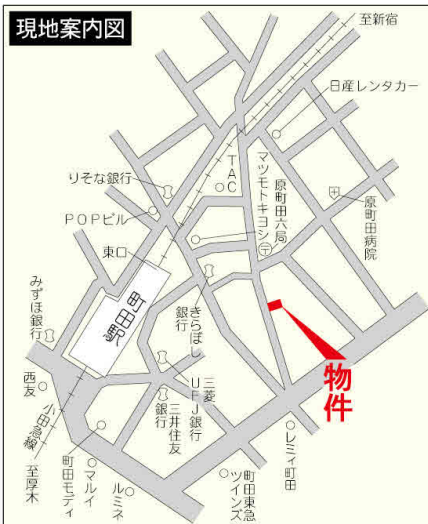 現地案内図
至新宿
日産レンタカー
TAC
マツモトキヨシ
原町田六局
原町田病院
りそな銀行
POPビル
東口
町田駅
みずほ銀行
きらぼし銀行
三菱UFJ銀行
三井住友銀行
物件
西友
小田急線
至厚木
町田モディ
マルイ
ルミネ
町田東急ツインズ
レミィ町田